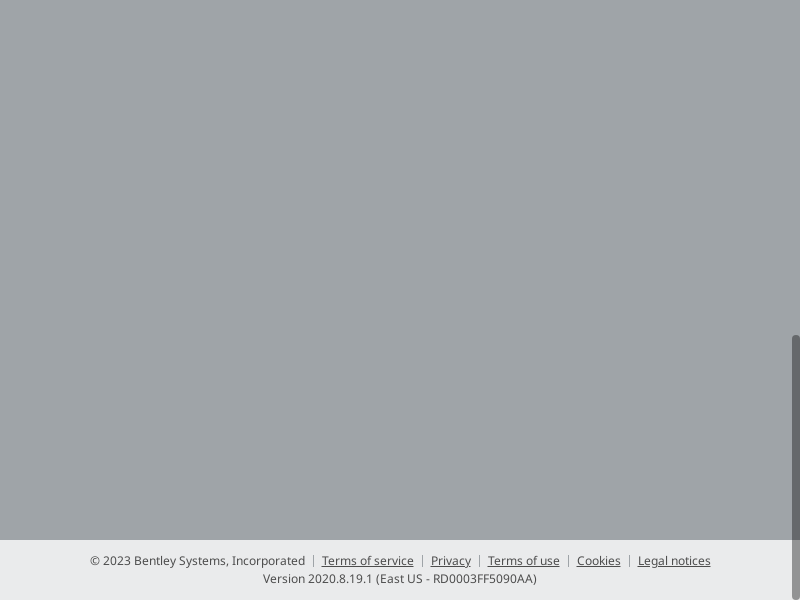 © 2023 Bentley Systems, Incorporated | Terms of service | Privacy | Terms of use | Cookies | Legal notices
Version 2020.8.19.1 (East US - RD0003FF5090AA)